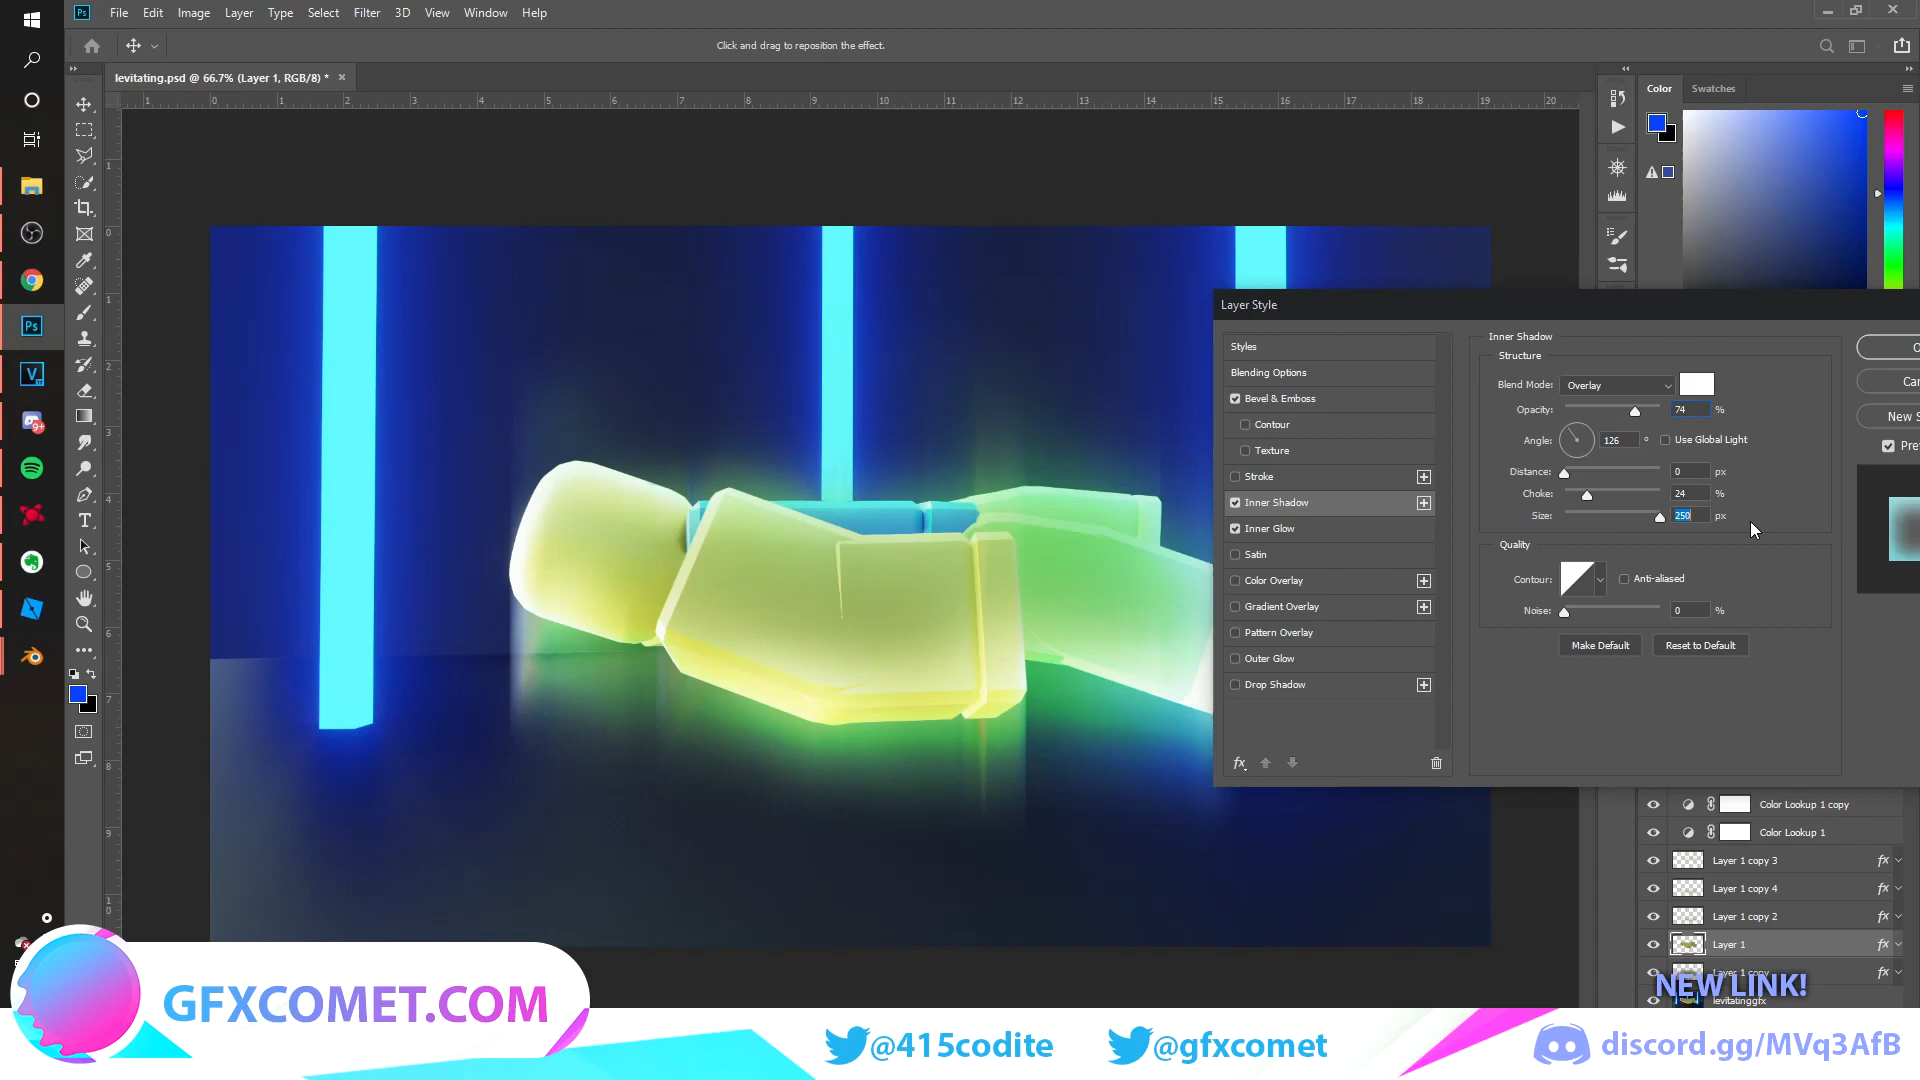 File Edit Image Layer Type Select Filter 3D View Window Help
Click and drag to reposition the effect.
levitating.psd @ 66.7% (Layer 1, RGB/8) *
Color Swatches
Layer Style
Styles
Blending Options
Bevel & Emboss
Contour
Texture
Stroke
Inner Shadow
Inner Glow
Satin
Color Overlay
Gradient Overlay
Pattern Overlay
Outer Glow
Drop Shadow
Inner Shadow
Structure
Blend Mode: Overlay
Opacity: 74 %
Angle: 126 ° Use Global Light
Distance: 0 px
Choke: 24 %
Size: 250 px
Quality
Contour: Anti-aliased
Noise: 0 %
Make Default Reset to Default
O
Can
New S
Prev
Color Lookup 1 copy
Color Lookup 1
Layer 1 copy 3
Layer 1 copy 4
Layer 1 copy 2
Layer 1
Layer 1 copy
levitatinggfx
NEW LINK!
GFXCOMET.COM
@415codite
@gfxcomet
discord.gg/MVq3AfB